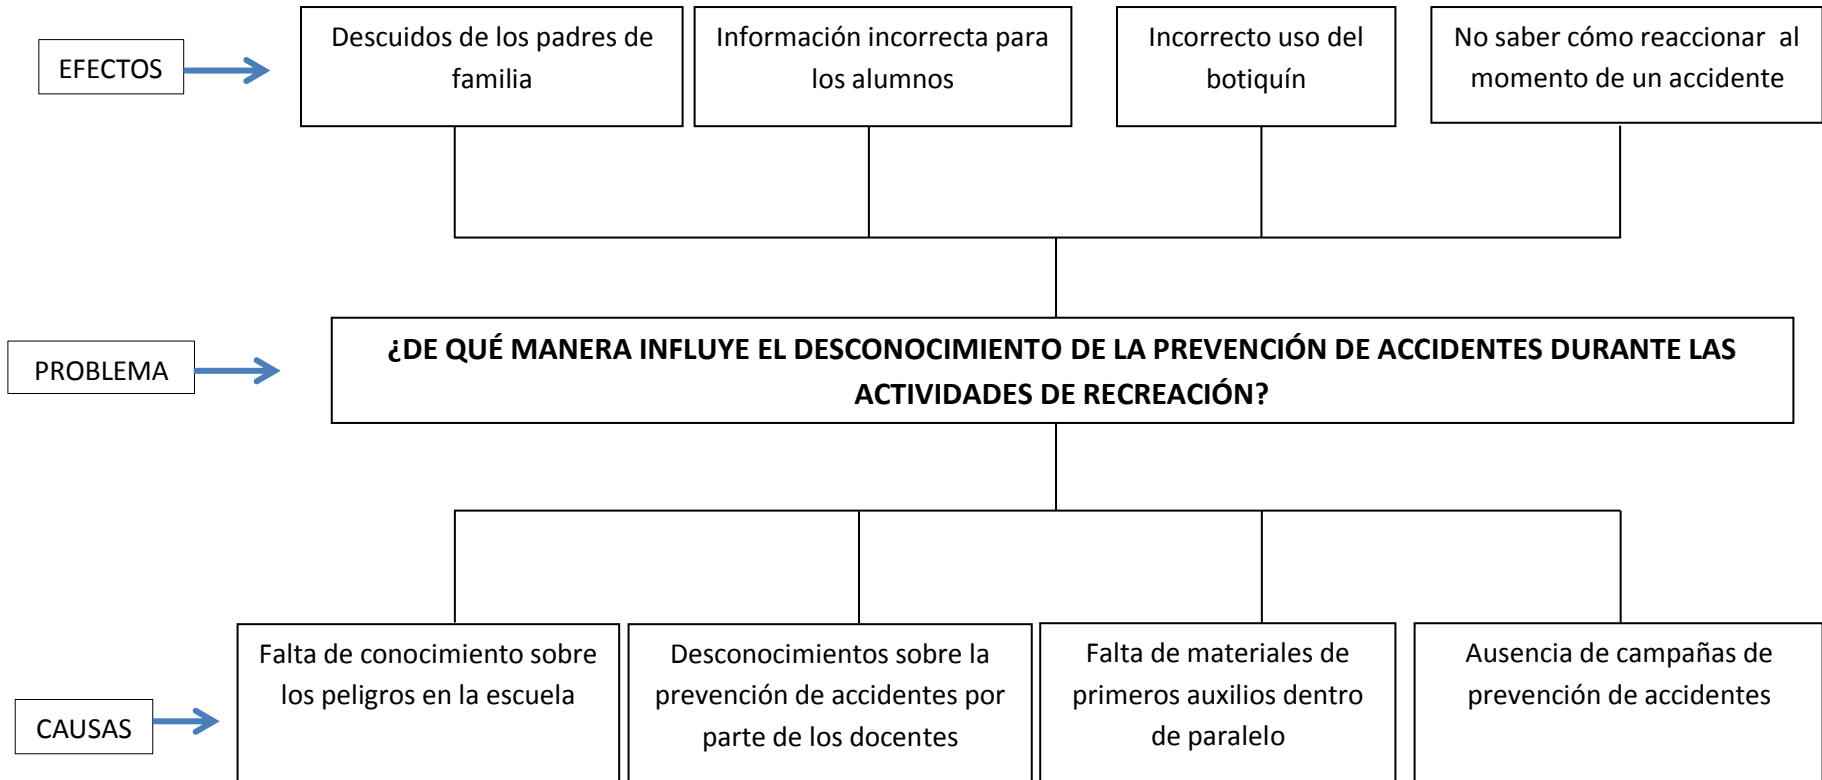 EFECTOS
Descuidos de los padres de
familia
Información incorrecta para
los alumnos
Incorrecto uso del
botiquín
No saber cómo reaccionar al
momento de un accidente
PROBLEMA
¿DE QUÉ MANERA INFLUYE EL DESCONOCIMIENTO DE LA PREVENCIÓN DE ACCIDENTES DURANTE LAS
ACTIVIDADES DE RECREACIÓN?
CAUSAS
Falta de conocimiento sobre
los peligros en la escuela
Desconocimientos sobre la
prevención de accidentes por
parte de los docentes
Falta de materiales de
primeros auxilios dentro
de paralelo
Ausencia de campañas de
prevención de accidentes